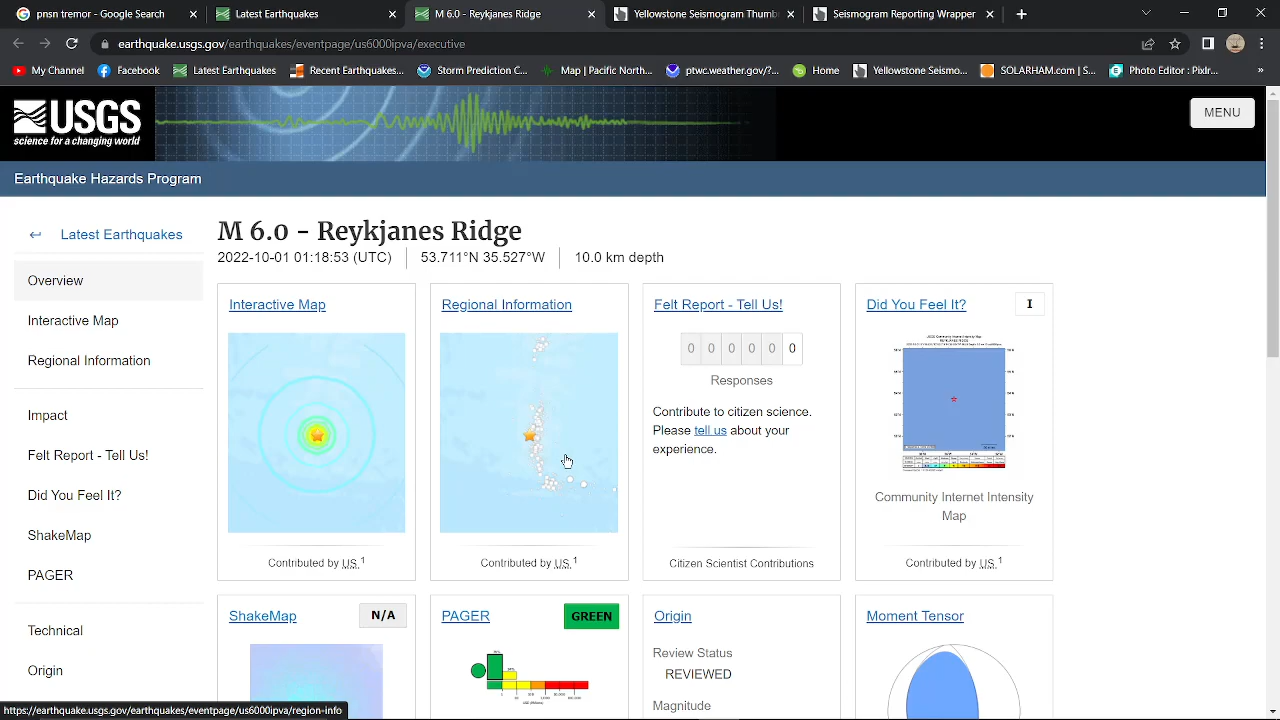 pnsn tremor - Google Search
Latest Earthquakes
M 6.0 - Reykjanes Ridge
Yellowstone Seismogram Thumb
Seismogram Reporting Wrapper
earthquake.usgs.gov/earthquakes/eventpage/us6000ipva/executive
My Channel
Facebook
Latest Earthquakes
Recent Earthquakes...
Storm Prediction C...
Map | Pacific North...
ptwc.weather.gov/?...
Home
Yellowstone Seismo...
SOLARHAM.com | S...
Photo Editor : Pixlr...
USGS
science for a changing world
MENU
Earthquake Hazards Program
Latest Earthquakes
Overview
Interactive Map
Regional Information
Impact
Felt Report - Tell Us!
Did You Feel It?
ShakeMap
PAGER
Technical
Origin
M 6.0 - Reykjanes Ridge
2022-10-01 01:18:53 (UTC)
53.711°N 35.527°W
10.0 km depth
Interactive Map
Contributed by US 1
Regional Information
Contributed by US 1
Felt Report - Tell Us!
0 0 0 0 0 0
Responses
Contribute to citizen science.
Please tell us about your
experience.
Citizen Scientist Contributions
Did You Feel It?
I
Community Internet Intensity
Map
Contributed by US 1
ShakeMap
N/A
PAGER
GREEN
Origin
Review Status
REVIEWED
Magnitude
Moment Tensor
https://earthquake.usgs.gov/earthquakes/eventpage/us6000ipva/region-info